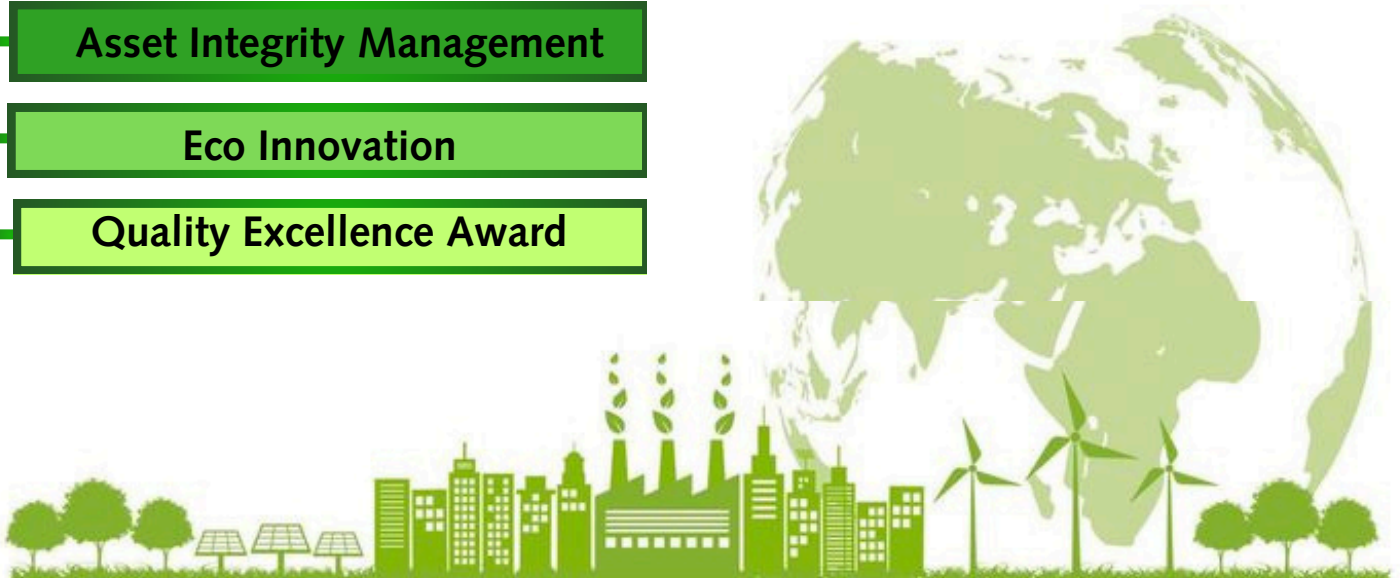 Asset Integrity Management
Eco Innovation
Quality Excellence Award